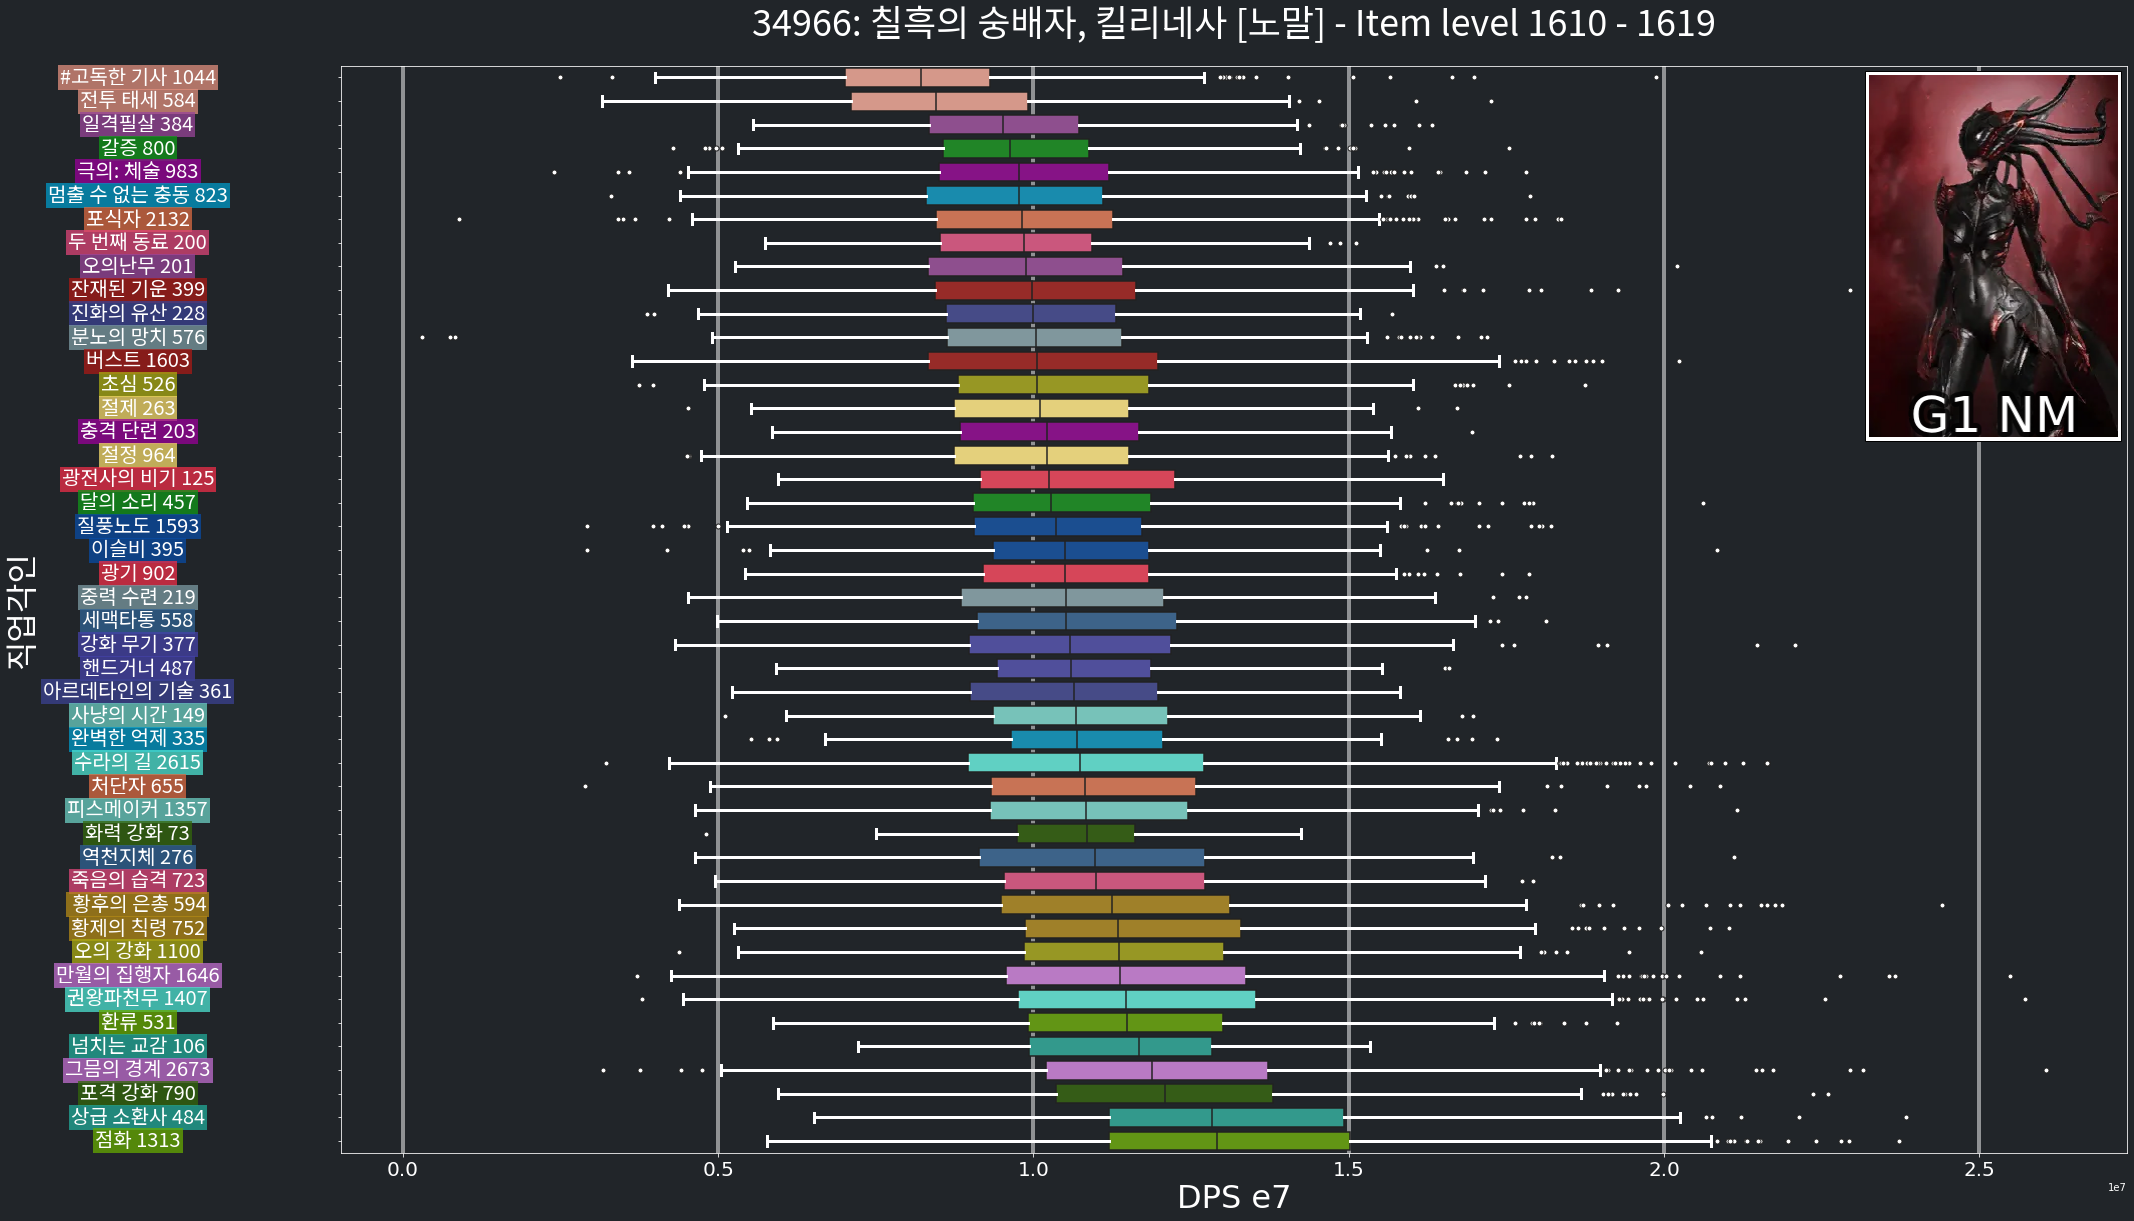 34966: 칠흑의 숭배자, 킬리네사 [노말] - Item level 1610 - 1619
#고독한 기사 1044
전투 태세 584
일격필살 384
갈증 800
극의: 체술 983
멈출 수 없는 충동 823
포식자 2132
두 번째 동료 200
오의난무 201
잔재된 기운 399
진화의 유산 228
분노의 망치 576
버스트 1603
초심 526
절제 263
충격 단련 203
절정 964
광전사의 비기 125
달의 소리 457
질풍노도 1593
이슬비 395
광기 902
중력 수련 219
세맥타통 558
강화 무기 377
핸드거너 487
아르데타인의 기술 361
사냥의 시간 149
완벽한 억제 335
수라의 길 2615
처단자 655
피스메이커 1357
화력 강화 73
역천지체 276
죽음의 습격 723
황후의 은총 594
황제의 칙령 752
오의 강화 1100
만월의 집행자 1646
권왕파천무 1407
환류 531
넘치는 교감 106
그믐의 경계 2673
포격 강화 790
상급 소환사 484
점화 1313
직업각인
G1 NM
0.0 0.5 1.0 1.5 2.0 2.5
1e7
DPS e7